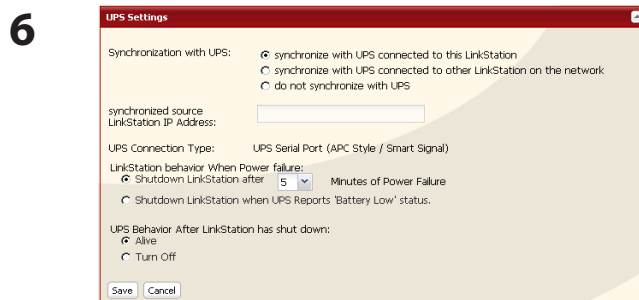 6
UPS Settings
Synchronization with UPS:
synchronize with UPS connected to this LinkStation
synchronize with UPS connected to other LinkStation on the network
do not synchronize with UPS
synchronized source
LinkStation IP Address:
UPS Connection Type: UPS Serial Port (APC Style / Smart Signal)
LinkStation behavior When Power failure:
Shutdown LinkStation after 5 Minutes of Power Failure
Shutdown LinkStation when UPS Reports 'Battery Low' status.
UPS Behavior After LinkStation has shut down:
Alive
Turn Off
Save Cancel